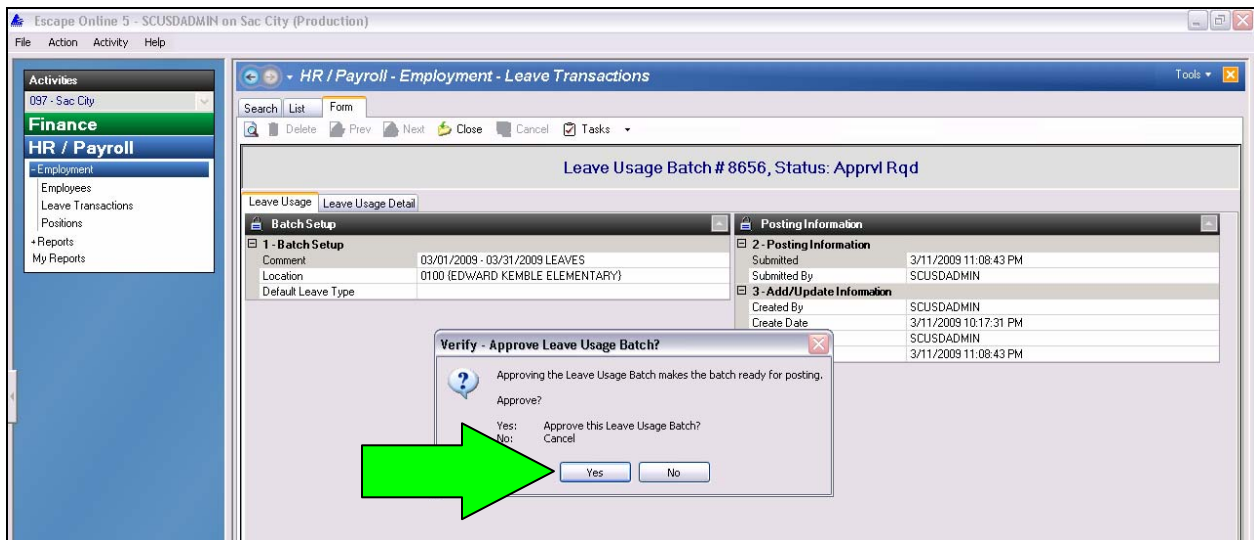 Escape Online 5 - SCUSDADMIN on Sac City (Production)
File Action Activity Help
Activities
097 - Sac City
Finance
HR / Payroll
- Employment
Employees
Leave Transactions
Positions
+ Reports
My Reports
HR / Payroll - Employment - Leave Transactions
Tools
Search List Form
Delete Prev Next Close Cancel Tasks
Leave Usage Batch # 8656, Status: Apprvl Rqd
Leave Usage Leave Usage Detail
Batch Setup
1 - Batch Setup
Comment 03/01/2009 - 03/31/2009 LEAVES
Location 0100 {EDWARD KEMBLE ELEMENTARY}
Default Leave Type
Posting Information
2 - Posting Information
Submitted 3/11/2009 11:08:43 PM
Submitted By SCUSDADMIN
3 - Add/Update Information
Created By SCUSDADMIN
Create Date 3/11/2009 10:17:31 PM
SCUSDADMIN
3/11/2009 11:08:43 PM
Verify - Approve Leave Usage Batch?
Approving the Leave Usage Batch makes the batch ready for posting.
Approve?
Yes: Approve this Leave Usage Batch?
No: Cancel
Yes No